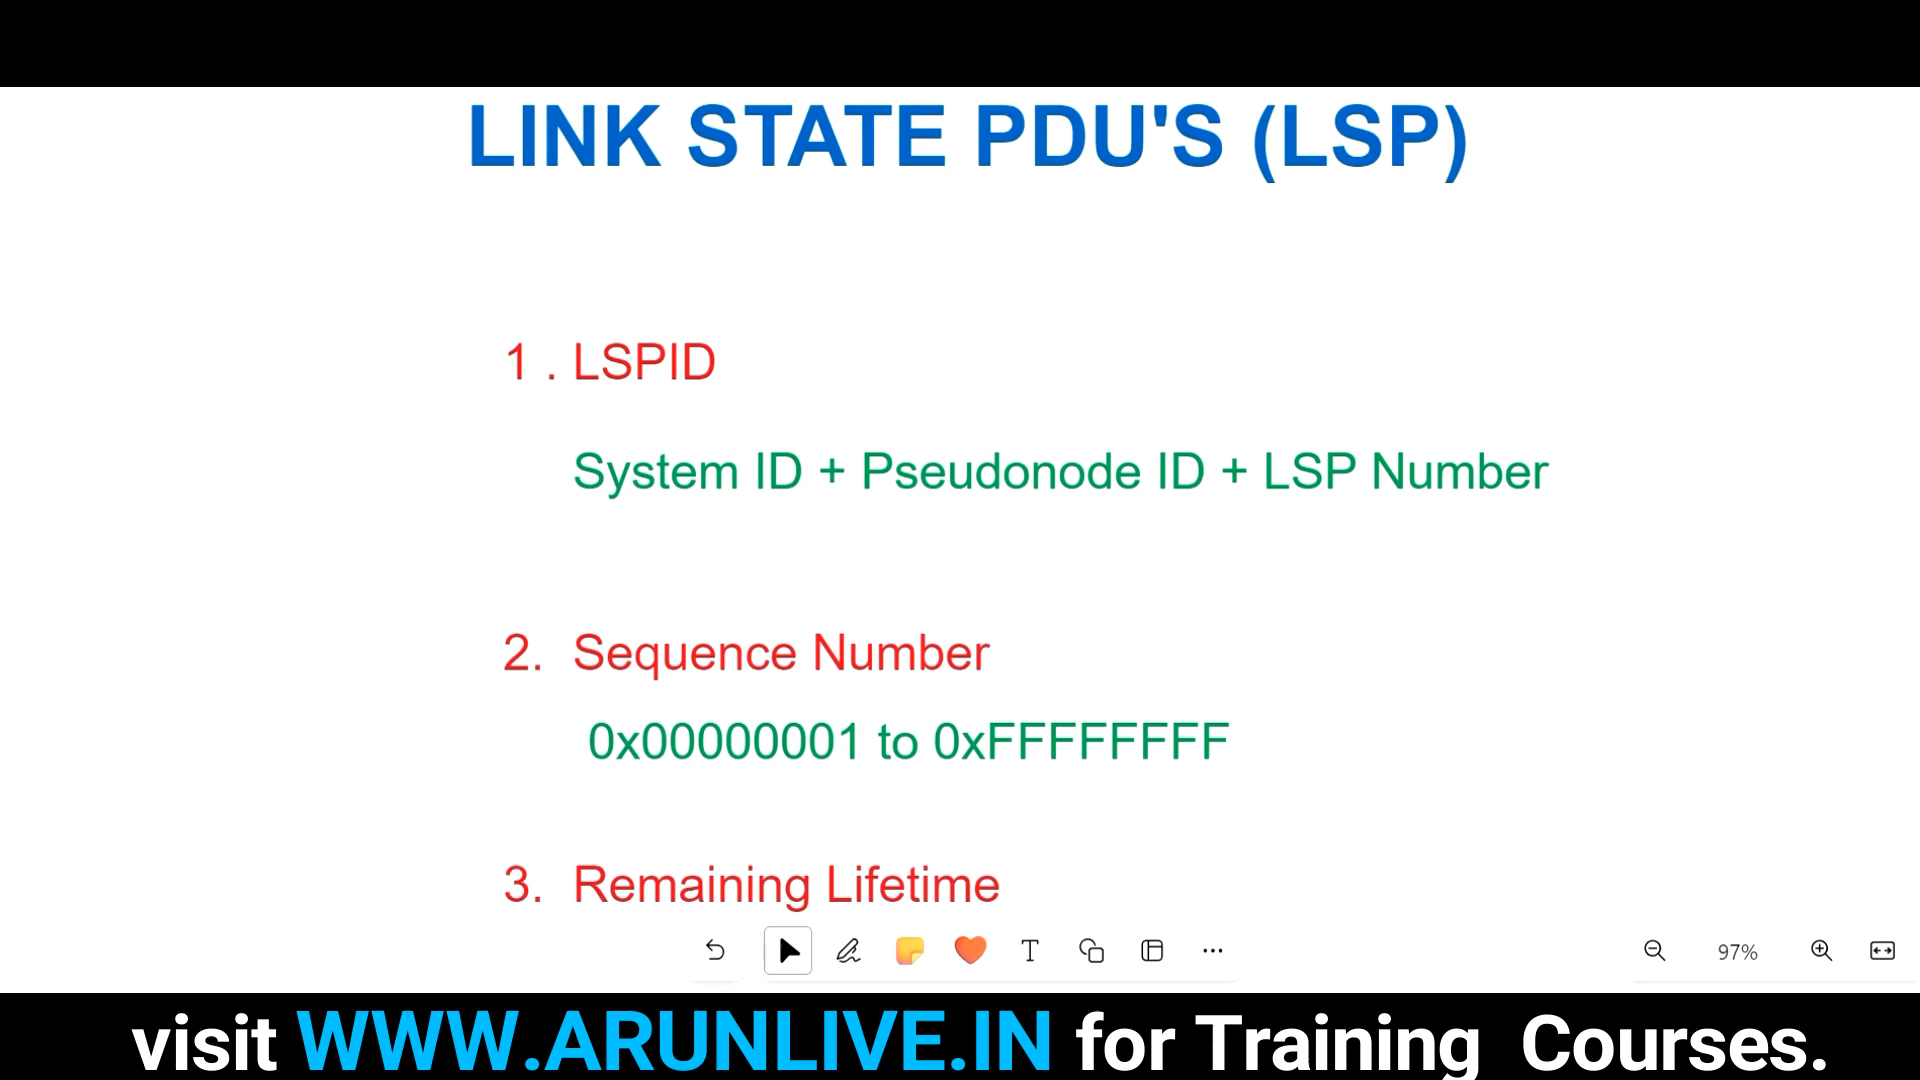 LINK STATE PDU'S (LSP)
1 . LSPID
System ID + Pseudonode ID + LSP Number
2. Sequence Number
0x00000001 to 0xFFFFFFFF
3. Remaining Lifetime
97%
visit WWW.ARUNLIVE.IN for Training Courses.